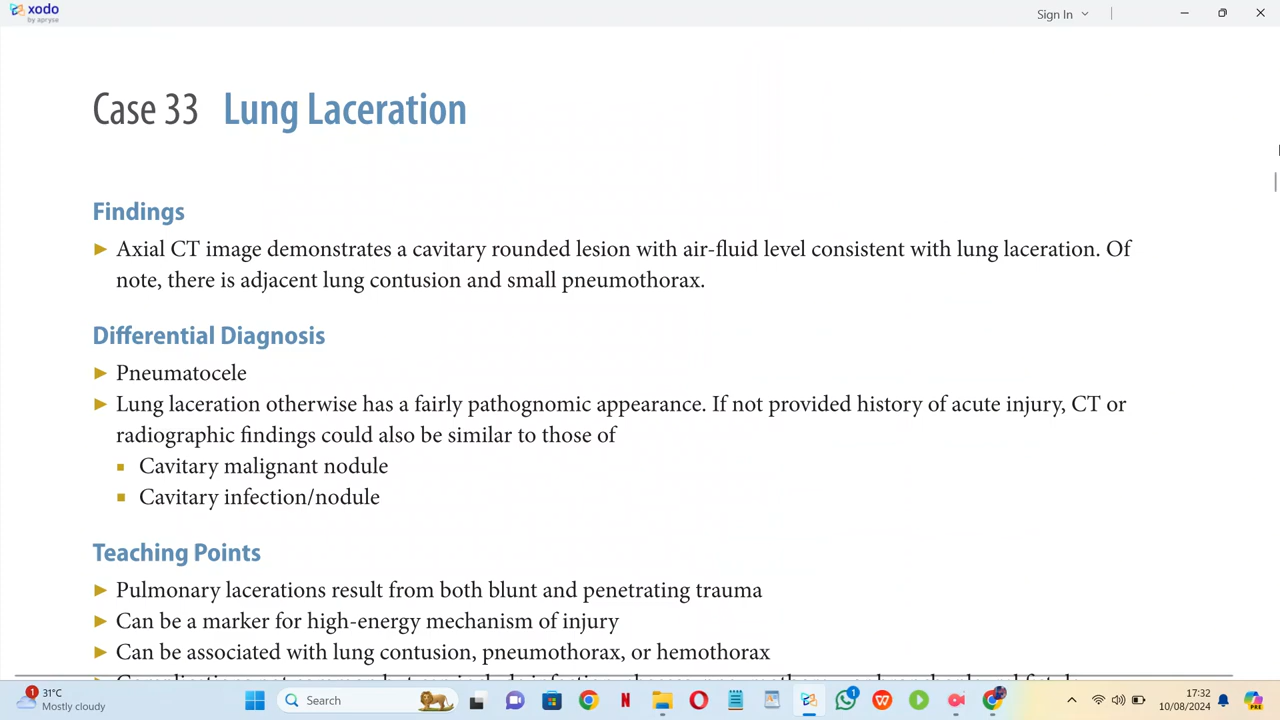 xodo
by apryse
Sign In
Case 33 Lung Laceration
Findings
► Axial CT image demonstrates a cavitary rounded lesion with air-fluid level consistent with lung laceration. Of
note, there is adjacent lung contusion and small pneumothorax.
Differential Diagnosis
► Pneumatocele
► Lung laceration otherwise has a fairly pathognomic appearance. If not provided history of acute injury, CT or
radiographic findings could also be similar to those of
■ Cavitary malignant nodule
■ Cavitary infection/nodule
Teaching Points
► Pulmonary lacerations result from both blunt and penetrating trauma
► Can be a marker for high-energy mechanism of injury
► Can be associated with lung contusion, pneumothorax, or hemothorax
1
31°C
Mostly cloudy
Search
1
17:32
10/08/2024
PRE